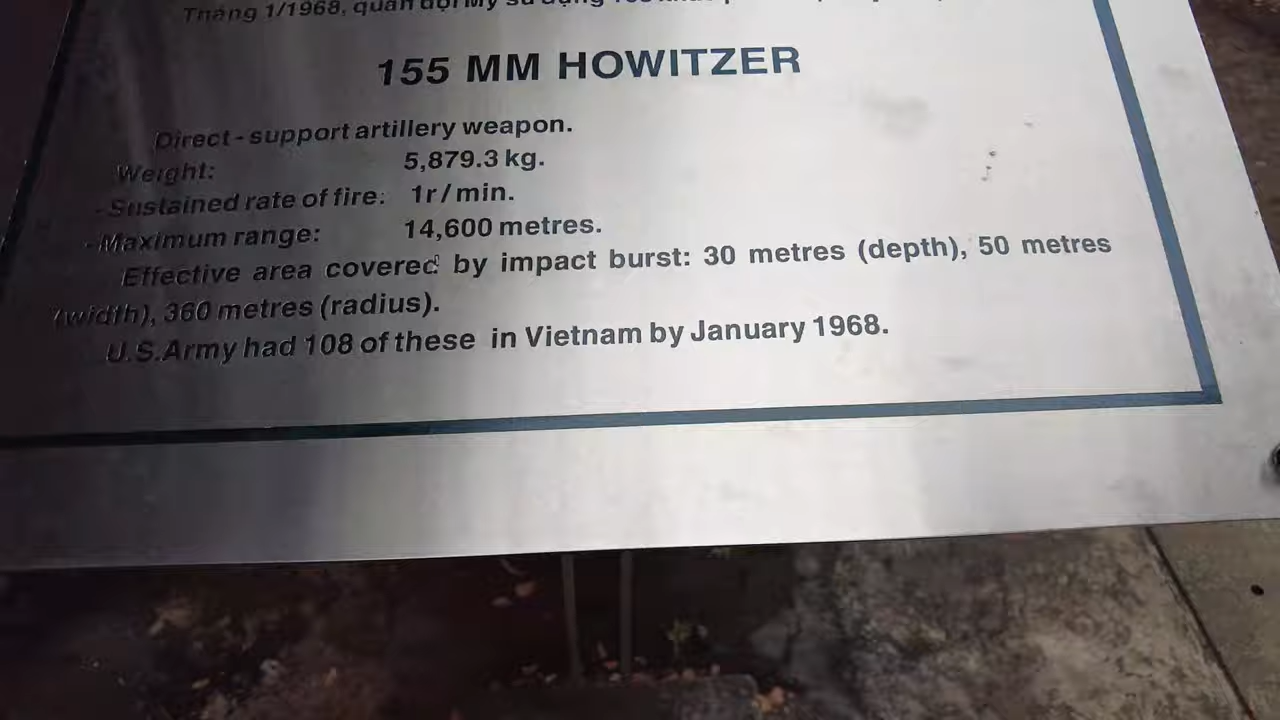 Tháng 1/1968, quân đội Mỹ sử dụng
155 MM HOWITZER
Direct - support artillery weapon.
Weight: 5,879.3 kg.
- Sustained rate of fire: 1r / min.
- Maximum range: 14,600 metres.
Effective area covered by impact burst: 30 metres (depth), 50 metres
(width), 360 metres (radius).
U.S.Army had 108 of these in Vietnam by January 1968.